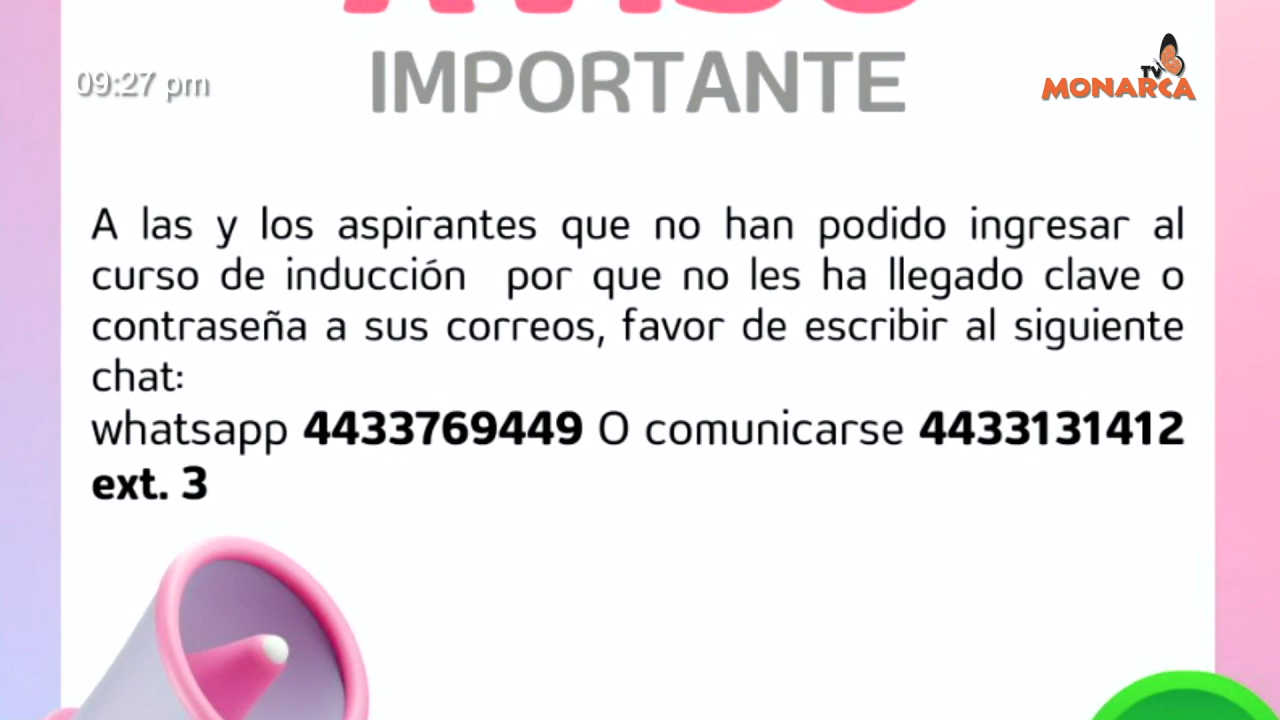 AVISO
IMPORTANTE
09:27 pm
TV
MONARCA
A las y los aspirantes que no han podido ingresar al
curso de inducción por que no les ha llegado clave o
contraseña a sus correos, favor de escribir al siguiente
chat:
whatsapp 4433769449 O comunicarse 4433131412
ext. 3